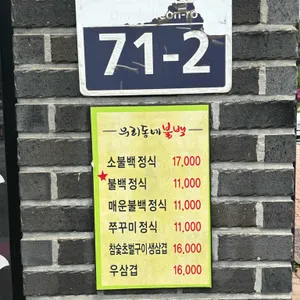 71-2
우리동네불백
소불백 정식 17,000
불백 정식 11,000
매운불백 정식 11,000
쭈꾸미 정식 11,000
참숯초벌구이생삼겹 16,000
우삼겹 16,000